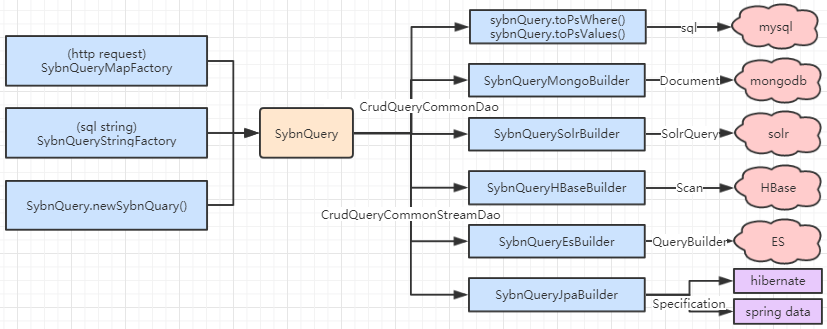 (http request)
SybnQueryMapFactory
(sql string)
SybnQueryStringFactory
SybnQuery.newSybnQuary()
SybnQuery
CrudQueryCommonDao
CrudQueryCommonStreamDao
sybnQuery.toPsWhere()
sybnQuery.toPsValues()
sql
mysql
SybnQueryMongoBuilder
Document
mongodb
SybnQuerySolrBuilder
SolrQuery
solr
SybnQueryHBaseBuilder
Scan
HBase
SybnQueryEsBuilder
QueryBuilder
ES
SybnQueryJpaBuilder
Specification
hibernate
spring data